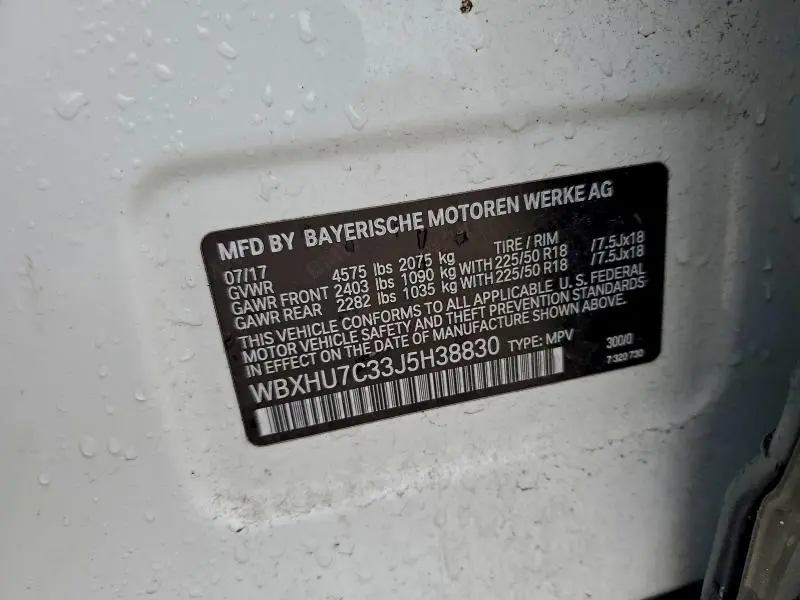 MFD BY BAYERISCHE MOTOREN WERKE AG
07/17 TIRE / RIM
GVWR 4575 lbs 2075 kg
GAWR FRONT 2403 lbs 1090 kg WITH 225/50 R18 /7.5Jx18
GAWR REAR 2282 lbs 1035 kg WITH 225/50 R18 /7.5Jx18
THIS VEHICLE CONFORMS TO ALL APPLICABLE U.S. FEDERAL
MOTOR VEHICLE SAFETY AND THEFT PREVENTION STANDARDS
IN EFFECT ON THE DATE OF MANUFACTURE SHOWN ABOVE.
WBXHU7C33J5H38830 TYPE: MPV 300/0
7 320 730